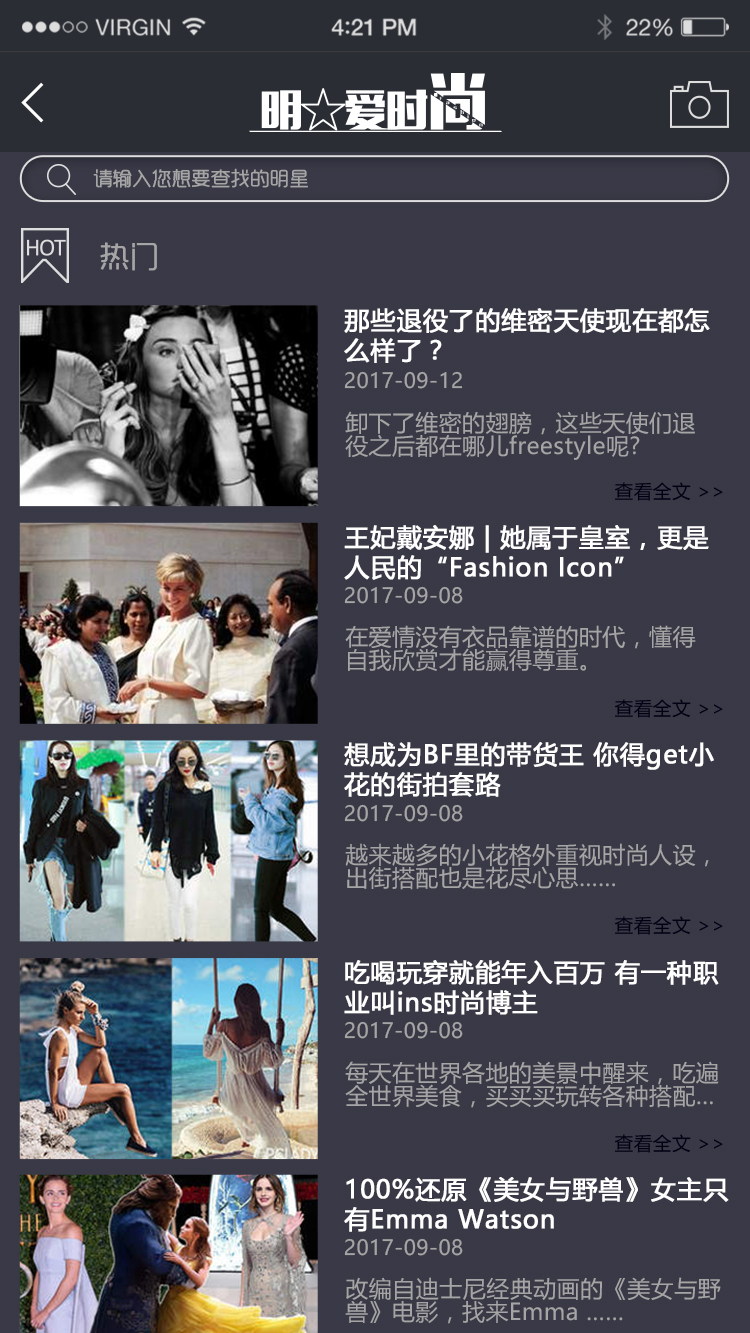 VIRGIN
4:21 PM
22%
明☆爱时尚
请输入您想要查找的明星
HOT
热门
那些退役了的维密天使现在都怎
么样了？
2017-09-12
卸下了维密的翅膀，这些天使们退
役之后都在哪儿freestyle呢?
查看全文 >>
王妃戴安娜 | 她属于皇室，更是
人民的“Fashion Icon”
2017-09-08
在爱情没有衣品靠谱的时代，懂得
自我欣赏才能赢得尊重。
查看全文 >>
想成为BF里的带货王 你得get小
花的街拍套路
2017-09-08
越来越多的小花格外重视时尚人设，
出街搭配也是花尽心思......
查看全文 >>
吃喝玩穿就能年入百万 有一种职
业叫ins时尚博主
2017-09-08
每天在世界各地的美景中醒来，吃遍
全世界美食，买买买玩转各种搭配...
查看全文 >>
100%还原《美女与野兽》女主只
有Emma Watson
2017-09-08
改编自迪士尼经典动画的《美女与野
兽》电影，找来Emma ......